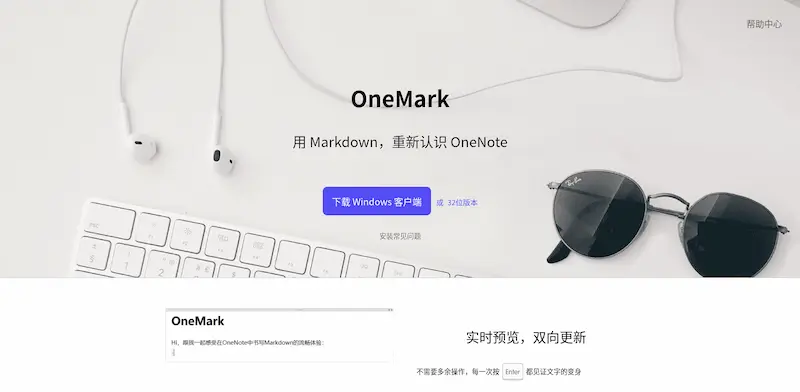 帮助中心
OneMark
用 Markdown，重新认识 OneNote
下载 Windows 客户端 或 32位版本
安装常见问题
esc
Ray-Ban
OneMark
Hi，跟我一起感受在OneNote中书写Markdown的流畅体验：
实时预览，双向更新
不需要多余操作，每一次按 Enter 都见证文字的变身